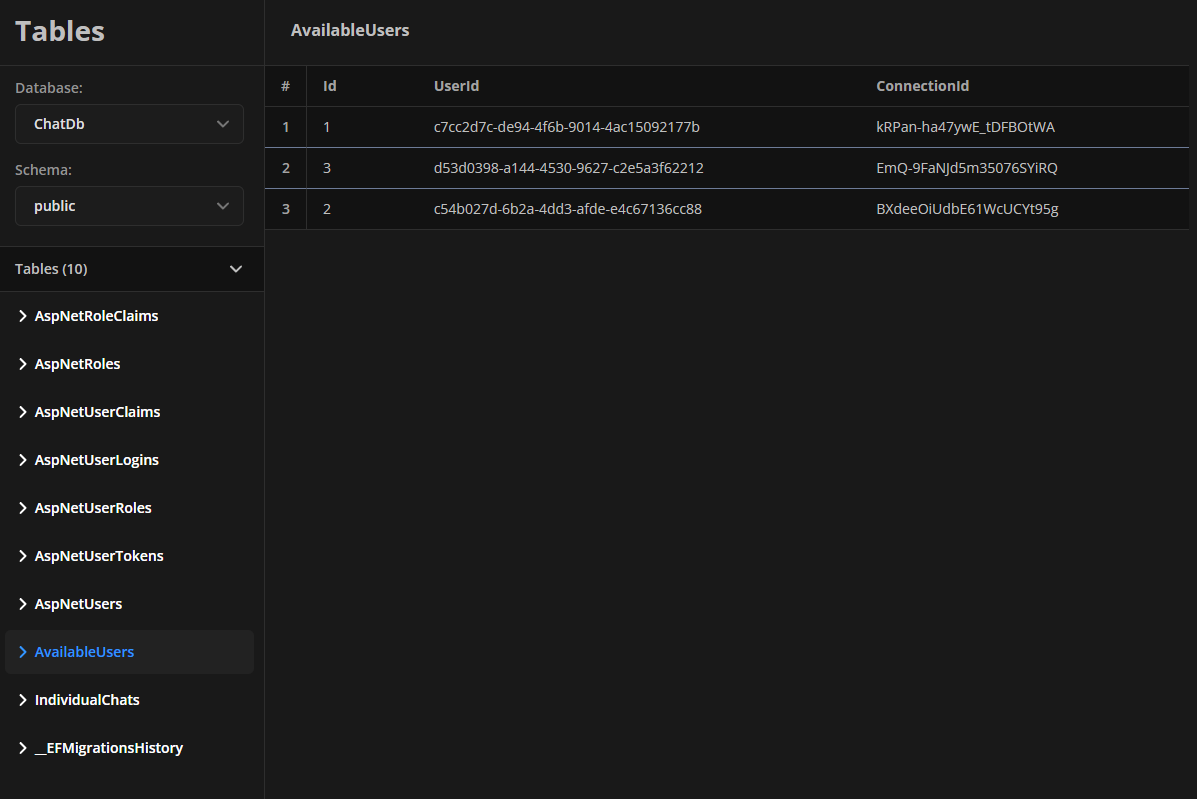 Tables
Database:
ChatDb
Schema:
public
Tables (10)
AspNetRoleClaims
AspNetRoles
AspNetUserClaims
AspNetUserLogins
AspNetUserRoles
AspNetUserTokens
AspNetUsers
AvailableUsers
IndividualChats
__EFMigrationsHistory
AvailableUsers
# Id UserId ConnectionId
1 1 c7cc2d7c-de94-4f6b-9014-4ac15092177b kRPan-ha47ywE_tDFBOtWA
2 3 d53d0398-a144-4530-9627-c2e5a3f62212 EmQ-9FaNJd5m35076SYiRQ
3 2 c54b027d-6b2a-4dd3-afde-e4c67136cc88 BXdeeOiUdbE61WcUCYt95g